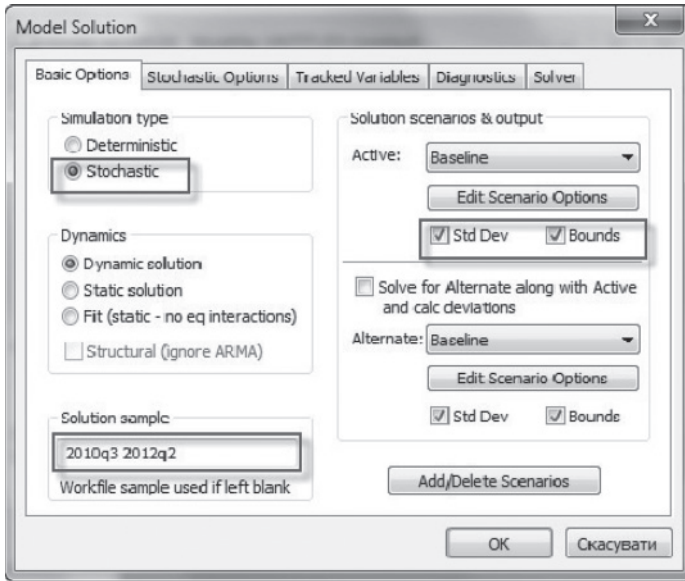 Model Solution
x
Basic Options
Stochastic Options
Tracked Variables
Diagnostics
Solver
Simulation type
Deterministic
Stochastic
Dynamics
Dynamic solution
Static solution
Fit (static - no eq interactions)
Structural (ignore ARMA)
Solution sample
2010q3 2012q2
Workfile sample used if left blank
Solution scenarios & output
Active:
Baseline
Edit Scenario Options
Std Dev
Bounds
Solve for Alternate along with Active
and calc deviations
Alternate:
Baseline
Edit Scenario Options
Std Dev
Bounds
Add/Delete Scenarios
OK
Скасувати